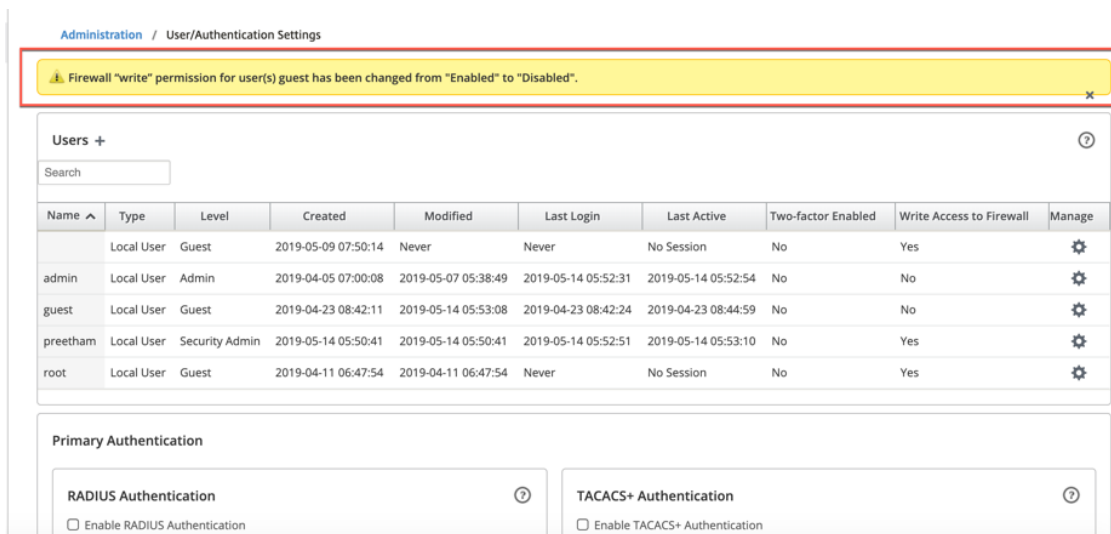 Administration / User/Authentication Settings
Firewall “write” permission for user(s) guest has been changed from "Enabled" to "Disabled".
×
Users +
?
Search
Name Type Level Created Modified Last Login Last Active Two-factor Enabled Write Access to Firewall Manage
Local User Guest 2019-05-09 07:50:14 Never Never No Session No Yes
admin Local User Admin 2019-04-05 07:00:08 2019-05-07 05:38:49 2019-05-14 05:52:31 2019-05-14 05:52:54 No No
guest Local User Guest 2019-04-23 08:42:11 2019-05-14 05:53:08 2019-04-23 08:42:24 2019-04-23 08:44:59 No No
preetham Local User Security Admin 2019-05-14 05:50:41 2019-05-14 05:50:41 2019-05-14 05:52:51 2019-05-14 05:53:10 No Yes
root Local User Guest 2019-04-11 06:47:54 2019-04-11 06:47:54 Never No Session No Yes
Primary Authentication
RADIUS Authentication ?
Enable RADIUS Authentication
TACACS+ Authentication ?
Enable TACACS+ Authentication